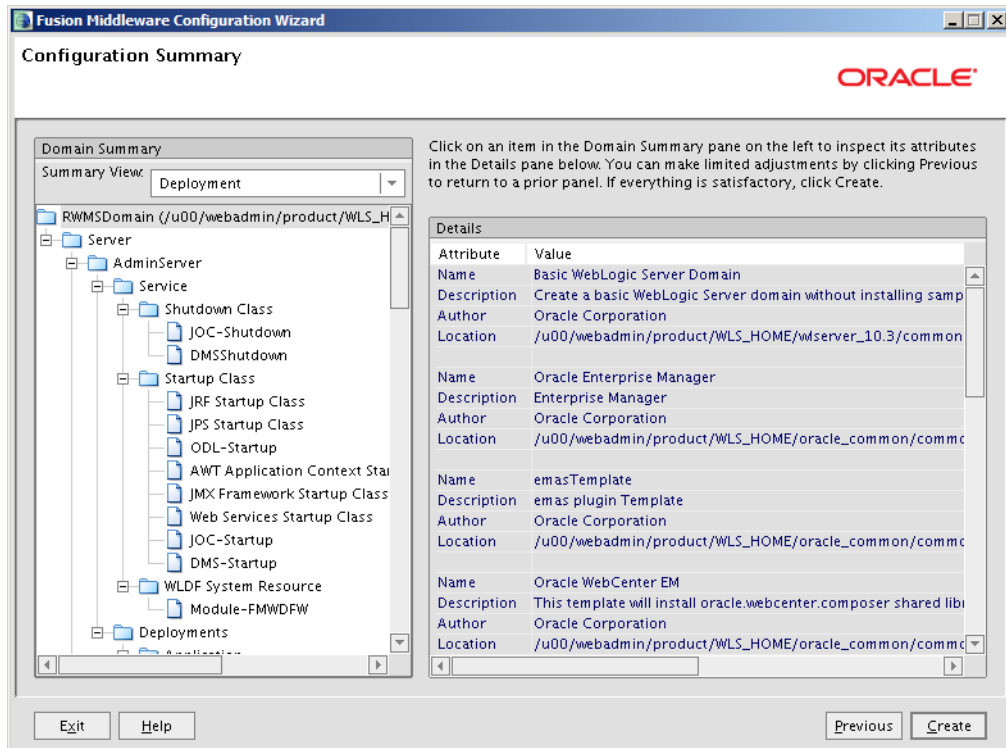 Fusion Middleware Configuration Wizard
Configuration Summary
ORACLE
Domain Summary
Summary View:
Deployment
RWMSDomain (/u00/webadmin/product/WLS_H
Server
AdminServer
Service
Shutdown Class
JOC-Shutdown
DMSShutdown
Startup Class
JRF Startup Class
JPS Startup Class
ODL-Startup
AWT Application Context Star
JMX Framework Startup Class
Web Services Startup Class
JOC-Startup
DMS-Startup
WLDF System Resource
Module-FMWDFW
Deployments
Application
Click on an item in the Domain Summary pane on the left to inspect its attributes
in the Details pane below. You can make limited adjustments by clicking Previous
to return to a prior panel. If everything is satisfactory, click Create.
Details
Attribute Value
Name Basic WebLogic Server Domain
Description Create a basic WebLogic Server domain without installing samp
Author Oracle Corporation
Location /u00/webadmin/product/WLS_HOME/wlserver_10.3/common
Name Oracle Enterprise Manager
Description Enterprise Manager
Author Oracle Corporation
Location /u00/webadmin/product/WLS_HOME/oracle_common/commo
Name emasTemplate
Description emas plugin Template
Author Oracle Corporation
Location /u00/webadmin/product/WLS_HOME/oracle_common/commo
Name Oracle WebCenter EM
Description This template will install oracle.webcenter.composer shared libr
Author Oracle Corporation
Location /u00/webadmin/product/WLS_HOME/oracle_common/commo
Exit Help Previous Create